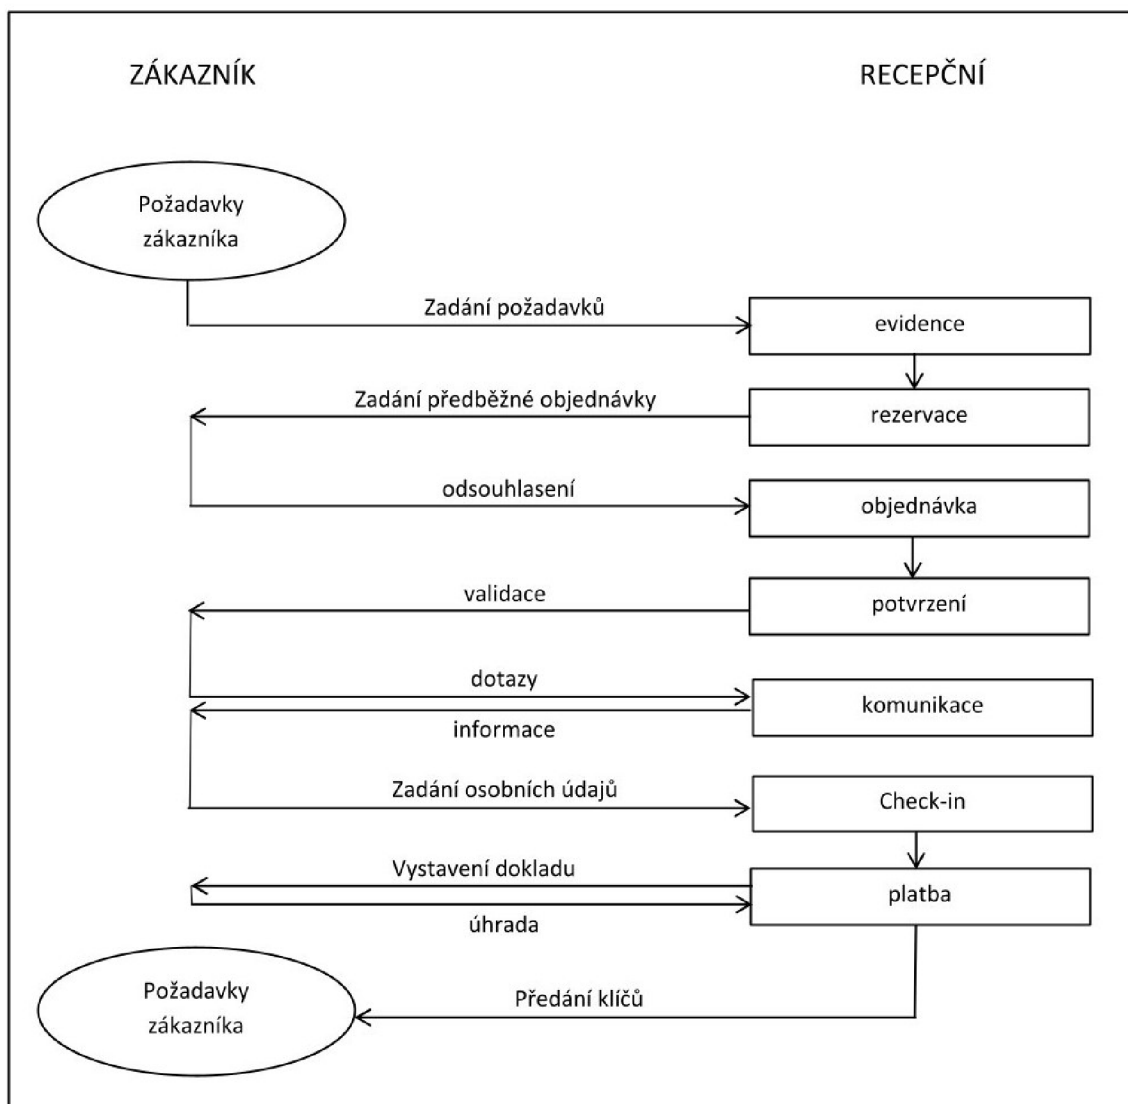 ZÁKAZNÍK
RECEPČNÍ
Požadavky
zákazníka
Zadání požadavků
evidence
Zadání předběžné objednávky
rezervace
odsouhlasení
objednávka
validace
potvrzení
dotazy
komunikace
informace
Zadání osobních údajů
Check-in
Vystavení dokladu
platba
úhrada
Požadavky
zákazníka
Předání klíčů